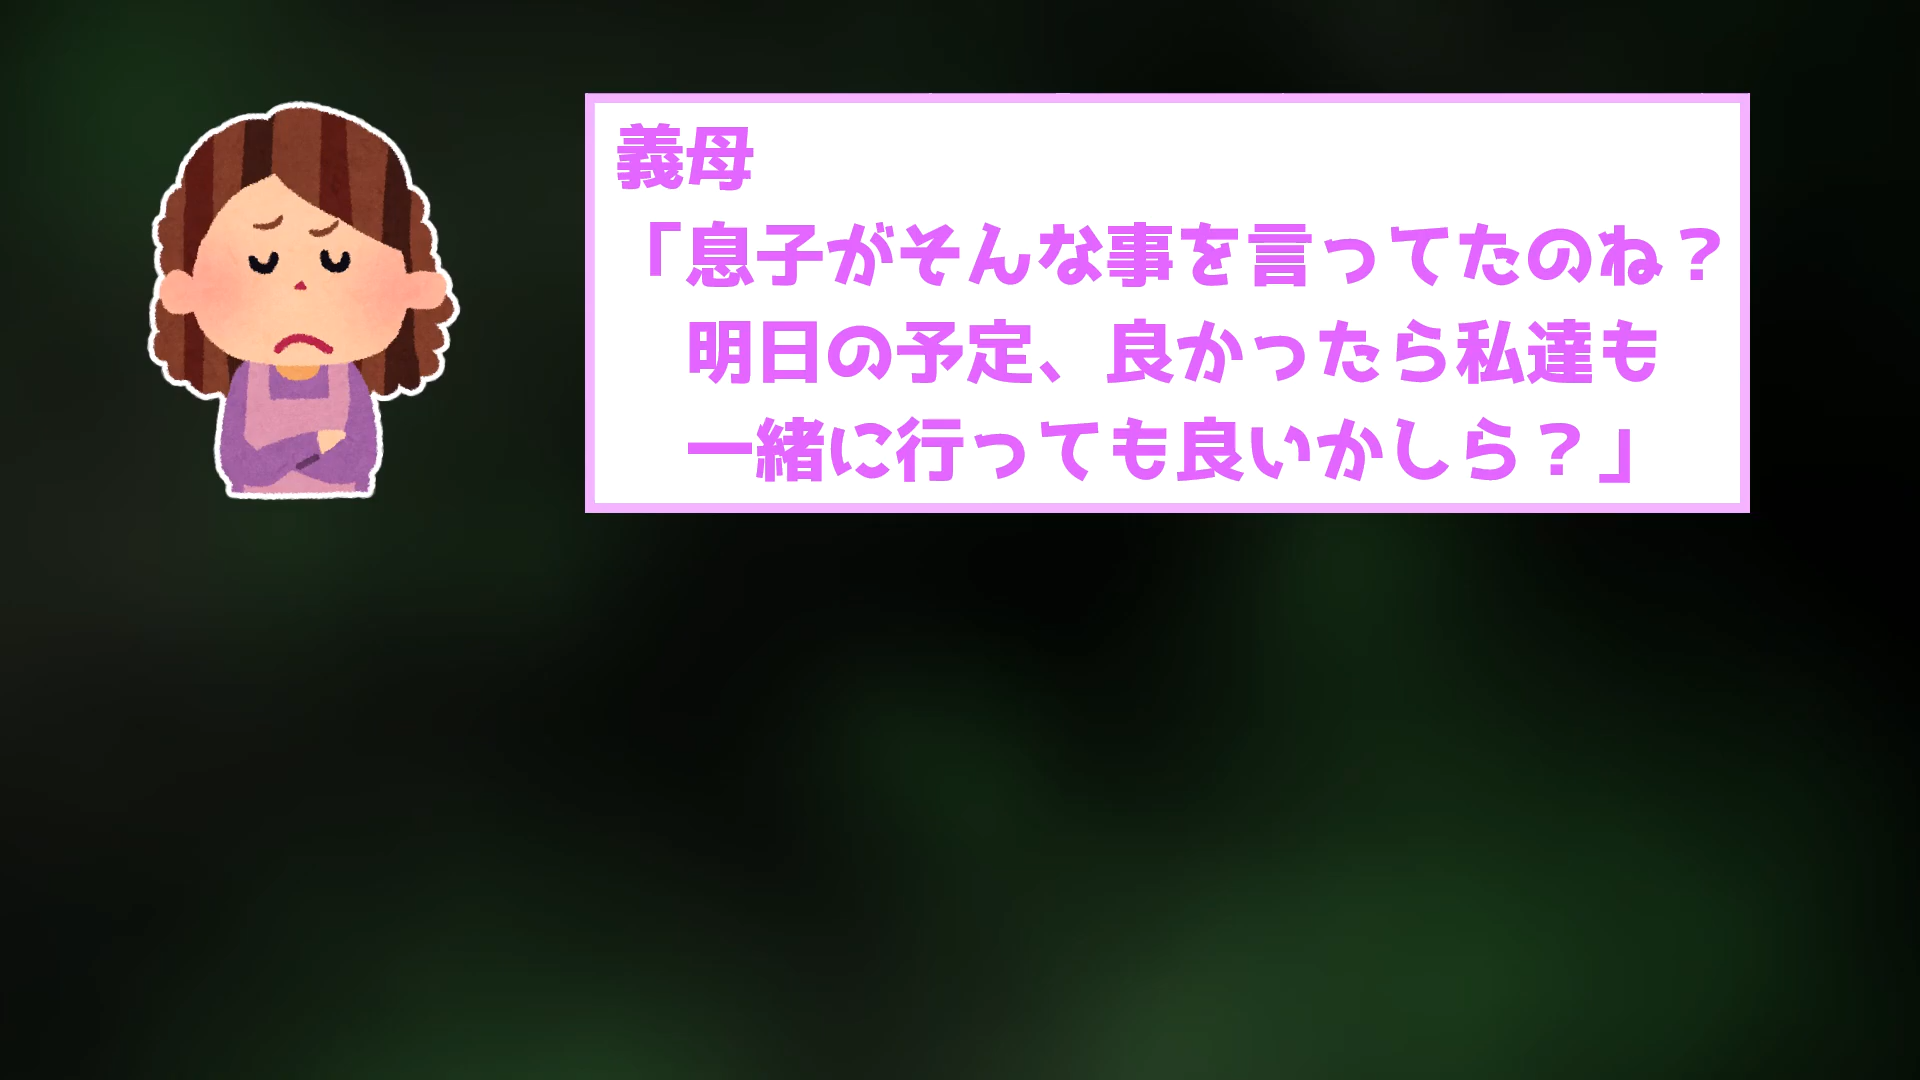 義母
「息子がそんな事を言ってたのね？
明日の予定、良かったら私達も
一緒に行っても良いかしら？」